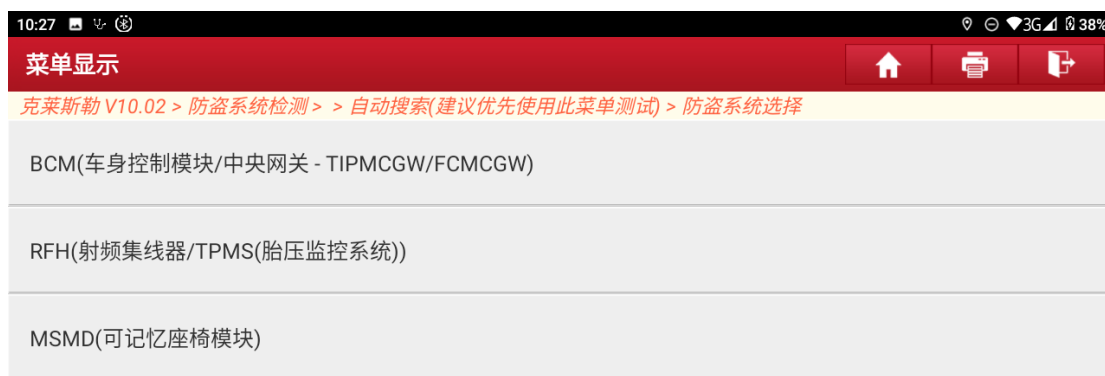 10:27 3G 38%
菜单显示
克莱斯勒 V10.02 > 防盗系统检测 > > 自动搜索(建议优先使用此菜单测试) > 防盗系统选择
BCM(车身控制模块/中央网关 - TIPMCGW/FCMCGW)
RFH(射频集线器/TPMS(胎压监控系统))
MSMD(可记忆座椅模块)